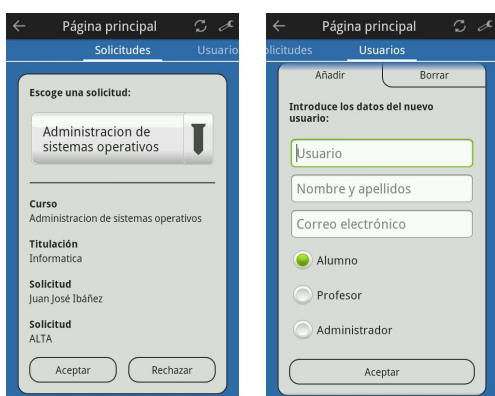 Página principal
Solicitudes
Usuario
Escoge una solicitud:
Administracion de
sistemas operativos
Curso
Administracion de sistemas operativos
Titulación
Informatica
Solicitud
Juan José Ibáñez
Solicitud
ALTA
Aceptar
Rechazar
Página principal
olicitudes
Usuarios
Añadir
Borrar
Introduce los datos del nuevo
usuario:
Usuario
Nombre y apellidos
Correo electrónico
Alumno
Profesor
Administrador
Aceptar